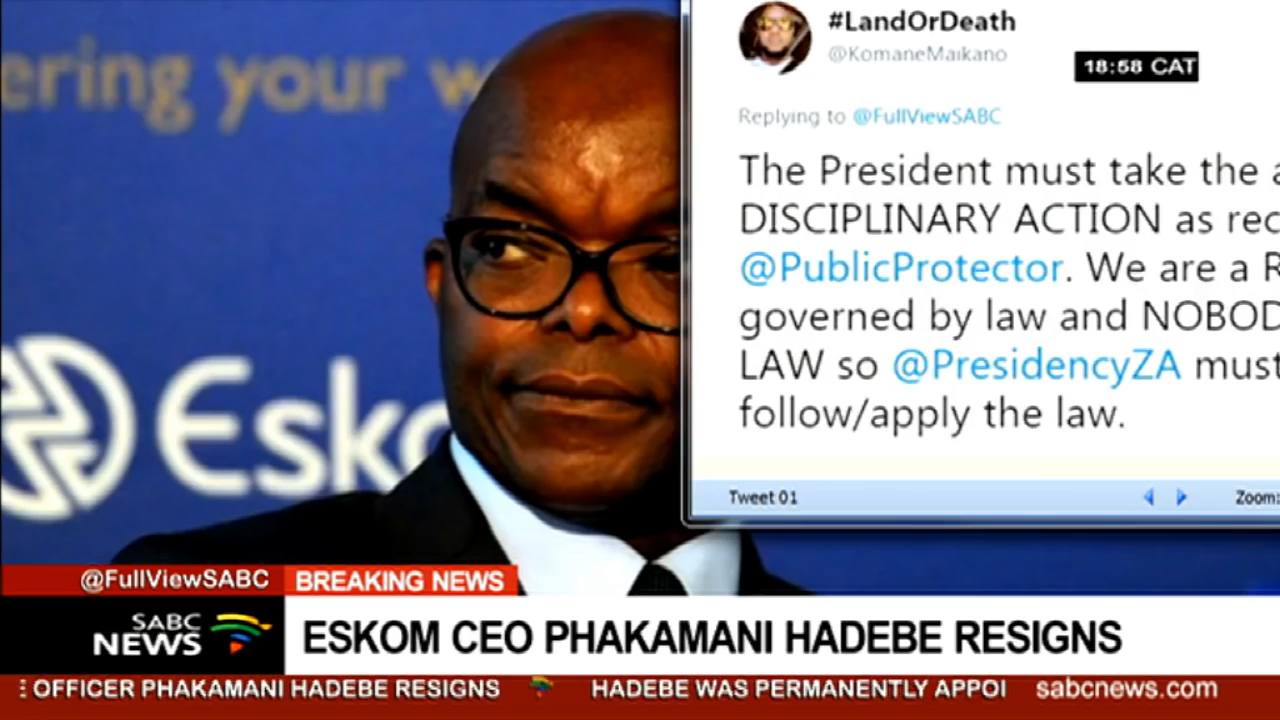 ering your w
Esko
#LandOrDeath
@KomaneMaikano
18:58 CAT
Replying to @FullViewSABC
The President must take the a
DISCIPLINARY ACTION as rec
@PublicProtector. We are a R
governed by law and NOBOD
LAW so @PresidencyZA must
follow/apply the law.
Tweet 01
Zoom:
@FullViewSABC
BREAKING NEWS
SABC
NEWS
ESKOM CEO PHAKAMANI HADEBE RESIGNS
OFFICER PHAKAMANI HADEBE RESIGNS
HADEBE WAS PERMANENTLY APPOI
sabcnews.com